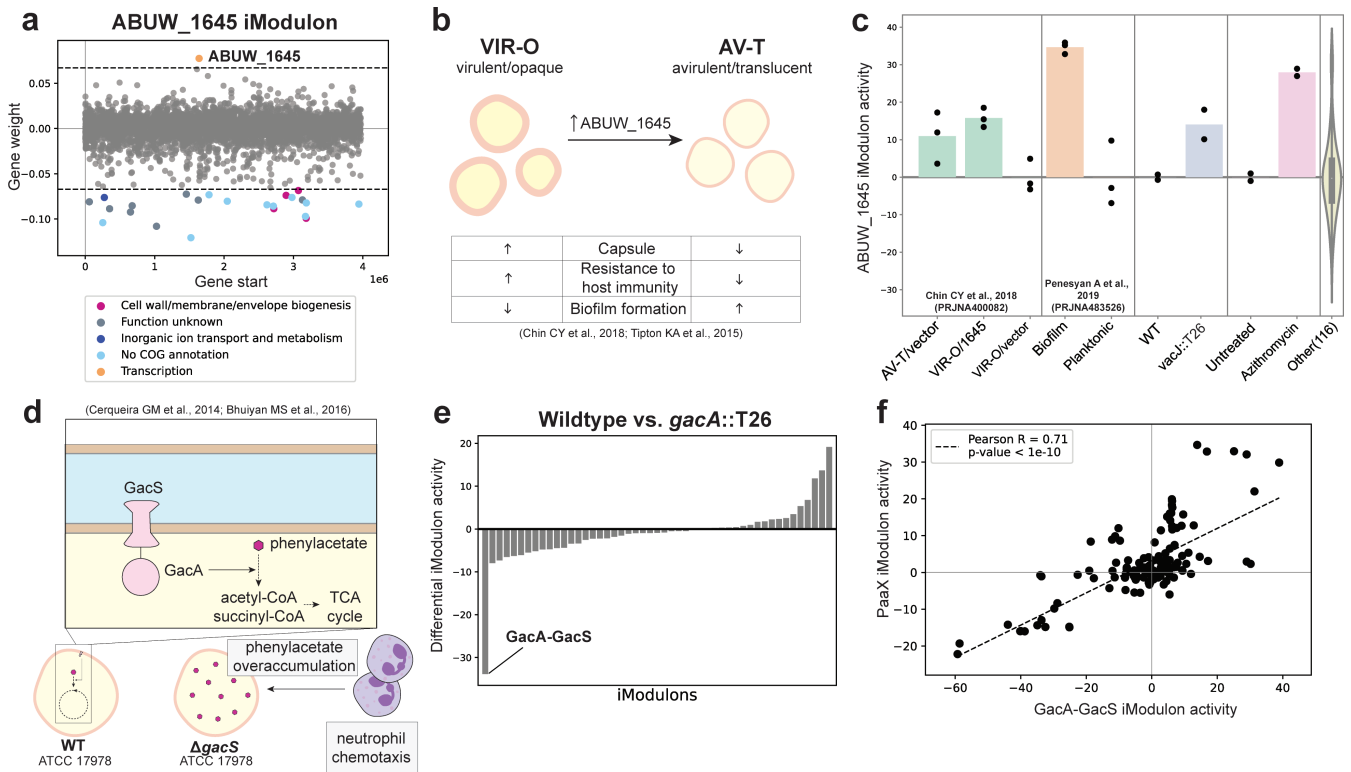 a
ABUW_1645 iModulon
ABUW_1645
Gene weight
0.05
0.00
−0.05
−0.10
0
1
2
3
4
1e6
Gene start
Cell wall/membrane/envelope biogenesis
Function unknown
Inorganic ion transport and metabolism
No COG annotation
Transcription
b
VIR-O
virulent/opaque
AV-T
avirulent/translucent
↑ABUW_1645
↑ Capsule ↓
↑ Resistance to host immunity ↓
↓ Biofilm formation ↑
(Chin CY et al., 2018; Tipton KA et al., 2015)
c
ABUW_1645 iModulon activity
40
30
20
10
0
−10
−20
−30
Chin CY et al., 2018
(PRJNA400082)
Penesyan A et al.,
2019
(PRJNA483526)
AV-T/vector
VIR-O/1645
VIR-O/vector
Biofilm
Planktonic
WT
vacJ::T26
Untreated
Azithromycin
Other(116)
d
(Cerqueira GM et al., 2014; Bhuiyan MS et al., 2016)
GacS
GacA
phenylacetate
acetyl-CoA
succinyl-CoA
TCA
cycle
phenylacetate
overaccumulation
WT
ATCC 17978
ΔgacS
ATCC 17978
neutrophil
chemotaxis
e
Wildtype vs. gacA::T26
Differential iModulon activity
20
10
0
−10
−20
−30
GacA-GacS
iModulons
f
Pearson R = 0.71
p-value < 1e-10
PaaX iModulon activity
40
30
20
10
0
−10
−20
−60
−40
−20
0
20
40
GacA-GacS iModulon activity